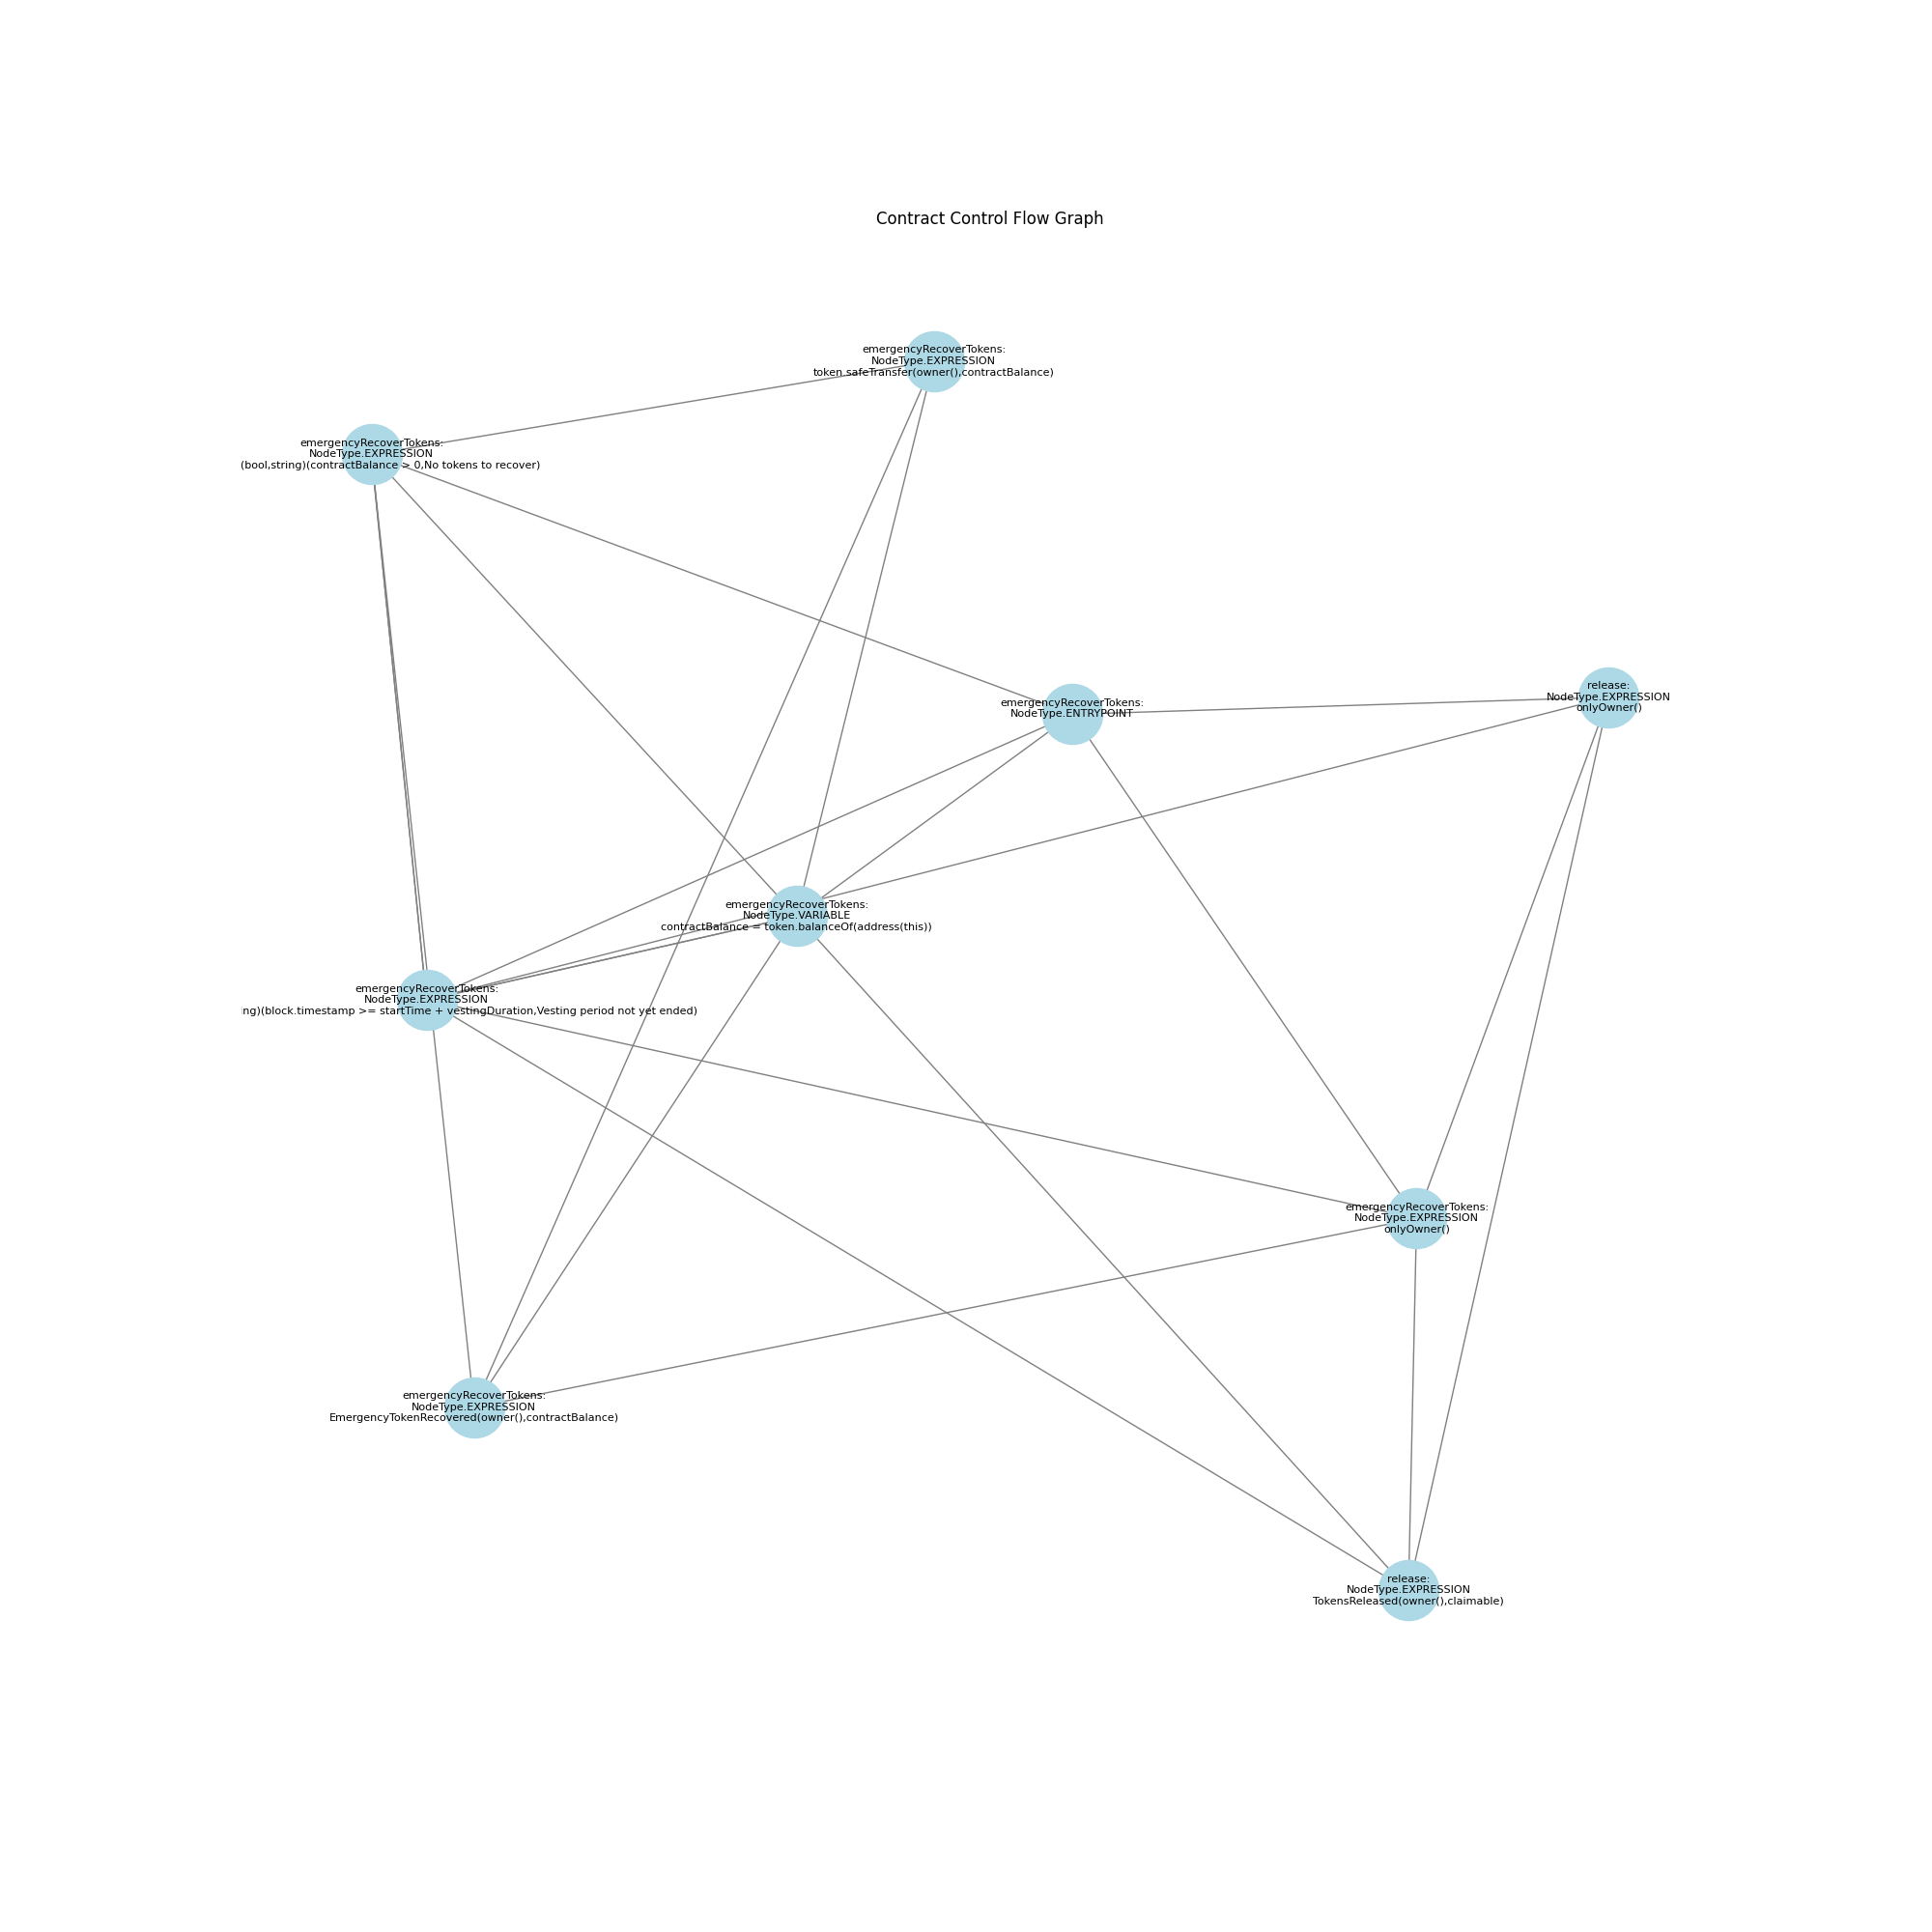 Contract Control Flow Graph
emergencyRecoverTokens:
NodeType.EXPRESSION
token.safeTransfer(owner(),contractBalance)
emergencyRecoverTokens:
NodeType.EXPRESSION
(bool,string)(contractBalance > 0,No tokens to recover)
release:
NodeType.EXPRESSION
onlyOwner()
emergencyRecoverTokens:
NodeType.ENTRYPOINT
emergencyRecoverTokens:
NodeType.VARIABLE
contractBalance = token.balanceOf(address(this))
emergencyRecoverTokens:
NodeType.EXPRESSION
ng)(block.timestamp >= startTime + vestingDuration,Vesting period not yet ended)
emergencyRecoverTokens:
NodeType.EXPRESSION
onlyOwner()
emergencyRecoverTokens:
NodeType.EXPRESSION
EmergencyTokenRecovered(owner(),contractBalance)
release:
NodeType.EXPRESSION
TokensReleased(owner(),claimable)